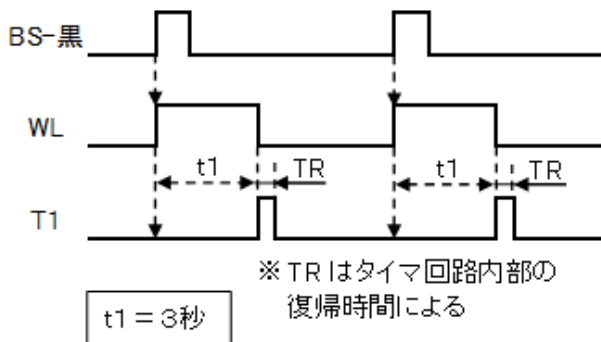 BS-黒
WL
t1
TR
t1
TR
T1
※ TRはタイマ回路内部の
復帰時間による
t1 = 3秒